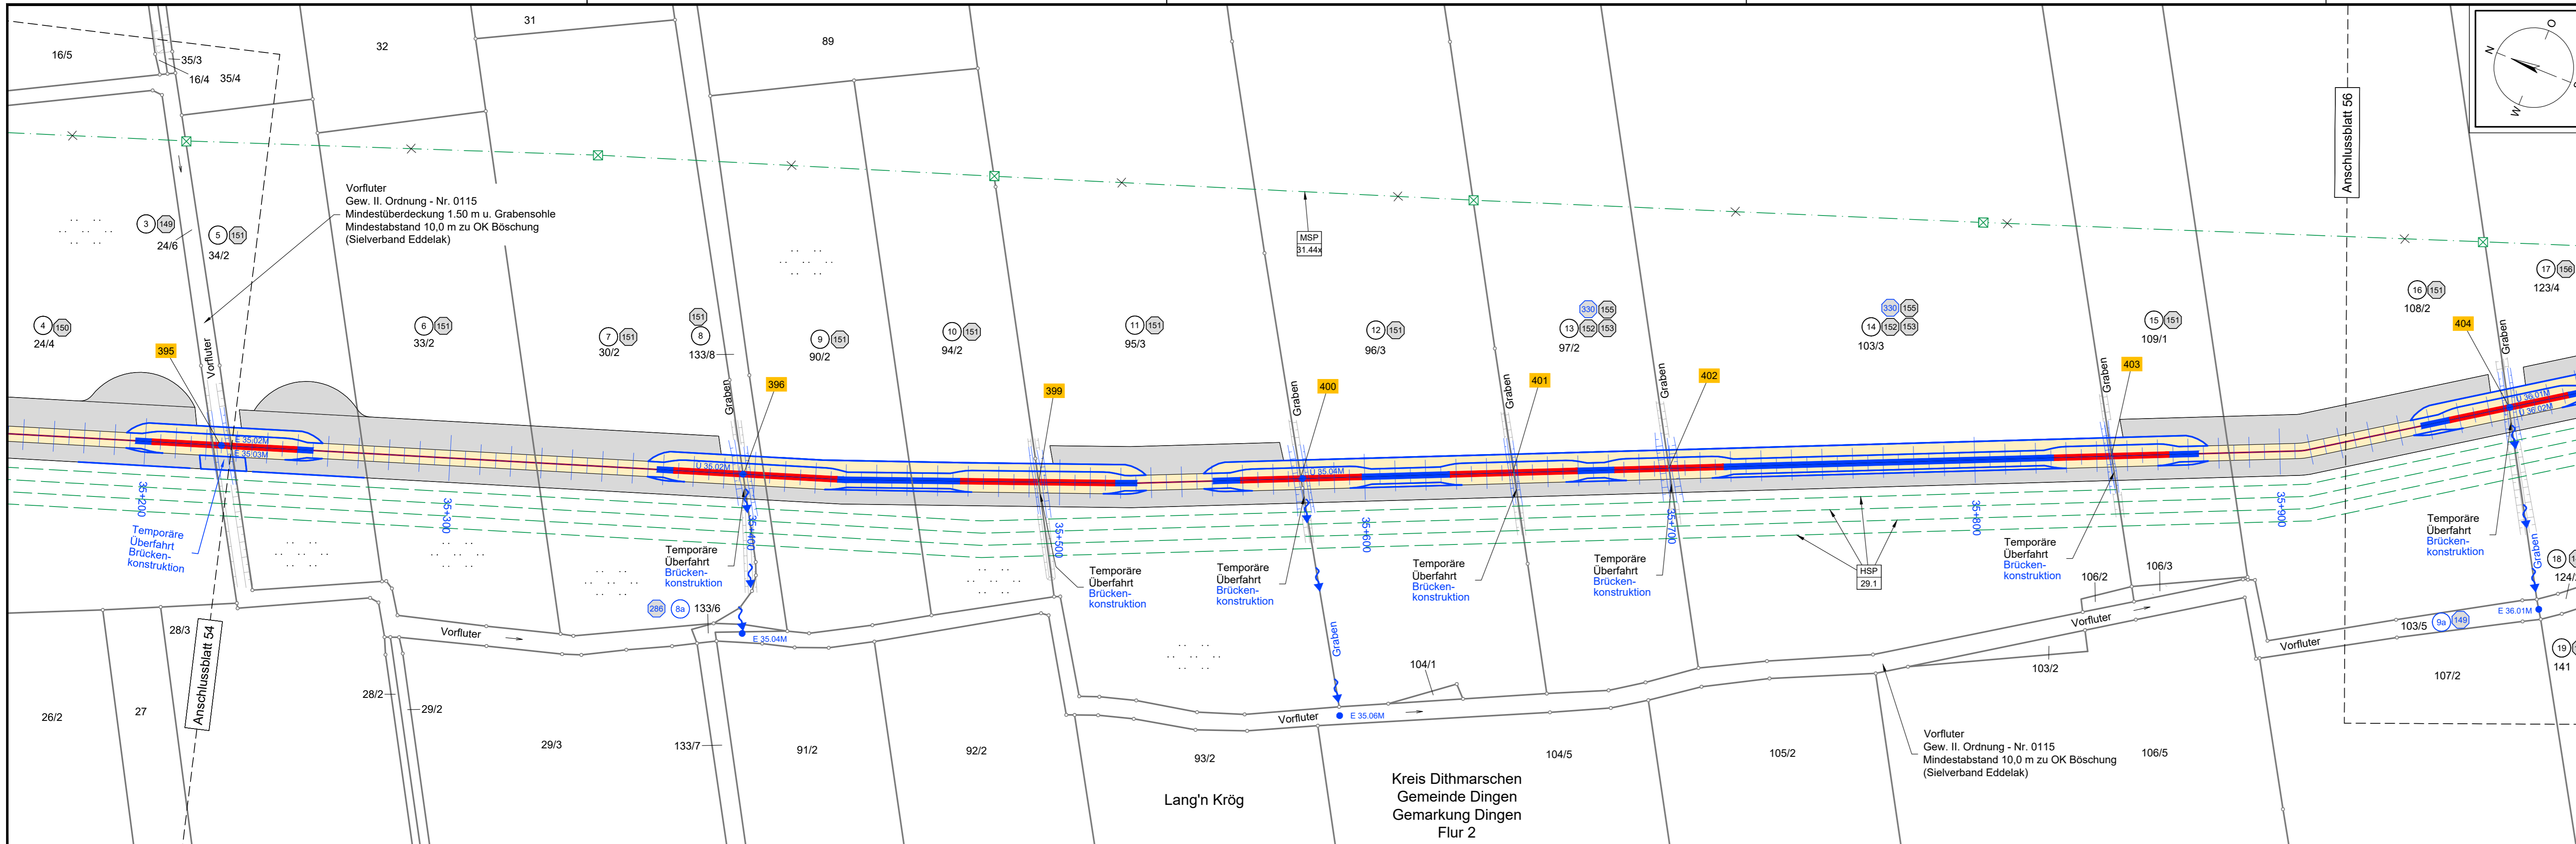 16/5
35/3
16/4
35/4
32
31
89
N
O
W
Anschlussblatt 56
Vorfluter
Gew. II. Ordnung - Nr. 0115
Mindestüberdeckung 1.50 m u. Grabensohle
Mindestabstand 10,0 m zu OK Böschung
(Sielverband Eddelak)
3 149
24/6
5 151
34/2
4 150
24/4
6 151
33/2
7 151
30/2
151
8
133/8
9 151
90/2
10 151
94/2
11 151
95/3
MSP
31.44x
12 151
96/3
330 155
13 152 153
97/2
330 155
14 152 153
103/3
15 151
109/1
16 151
108/2
17 156
123/4
395
396
399
400
401
402
403
404
Vorfluter
Graben
Graben
Graben
Graben
Graben
Graben
E 35.02M
E 35.03M
U 35.02M
U 35.04M
U 36.01M
U 36.02M
35+200
35+300
35+400
35+500
35+600
35+700
35+800
35+900
Temporäre
Überfahrt
Brücken-
konstruktion
Temporäre
Überfahrt
Brücken-
konstruktion
Temporäre
Überfahrt
Brücken-
konstruktion
Temporäre
Überfahrt
Brücken-
konstruktion
Temporäre
Überfahrt
Brücken-
konstruktion
Temporäre
Überfahrt
Brücken-
konstruktion
Temporäre
Überfahrt
Brücken-
konstruktion
Temporäre
Überfahrt
Brücken-
konstruktion
HSP
29.1
286 8a 133/6
E 35.04M
Vorfluter
Graben
104/1
Vorfluter
E 35.06M
106/2
106/3
Vorfluter
103/2
Graben
E 36.01M
103/5 9a 149
Vorfluter
18
19
141
Anschlussblatt 54
28/3
26/2
27
28/2
29/2
29/3
133/7
91/2
92/2
93/2
104/5
105/2
106/5
107/2
Vorfluter
Gew. II. Ordnung - Nr. 0115
Mindestabstand 10,0 m zu OK Böschung
(Sielverband Eddelak)
Lang'n Krög
Kreis Dithmarschen
Gemeinde Dingen
Gemarkung Dingen
Flur 2